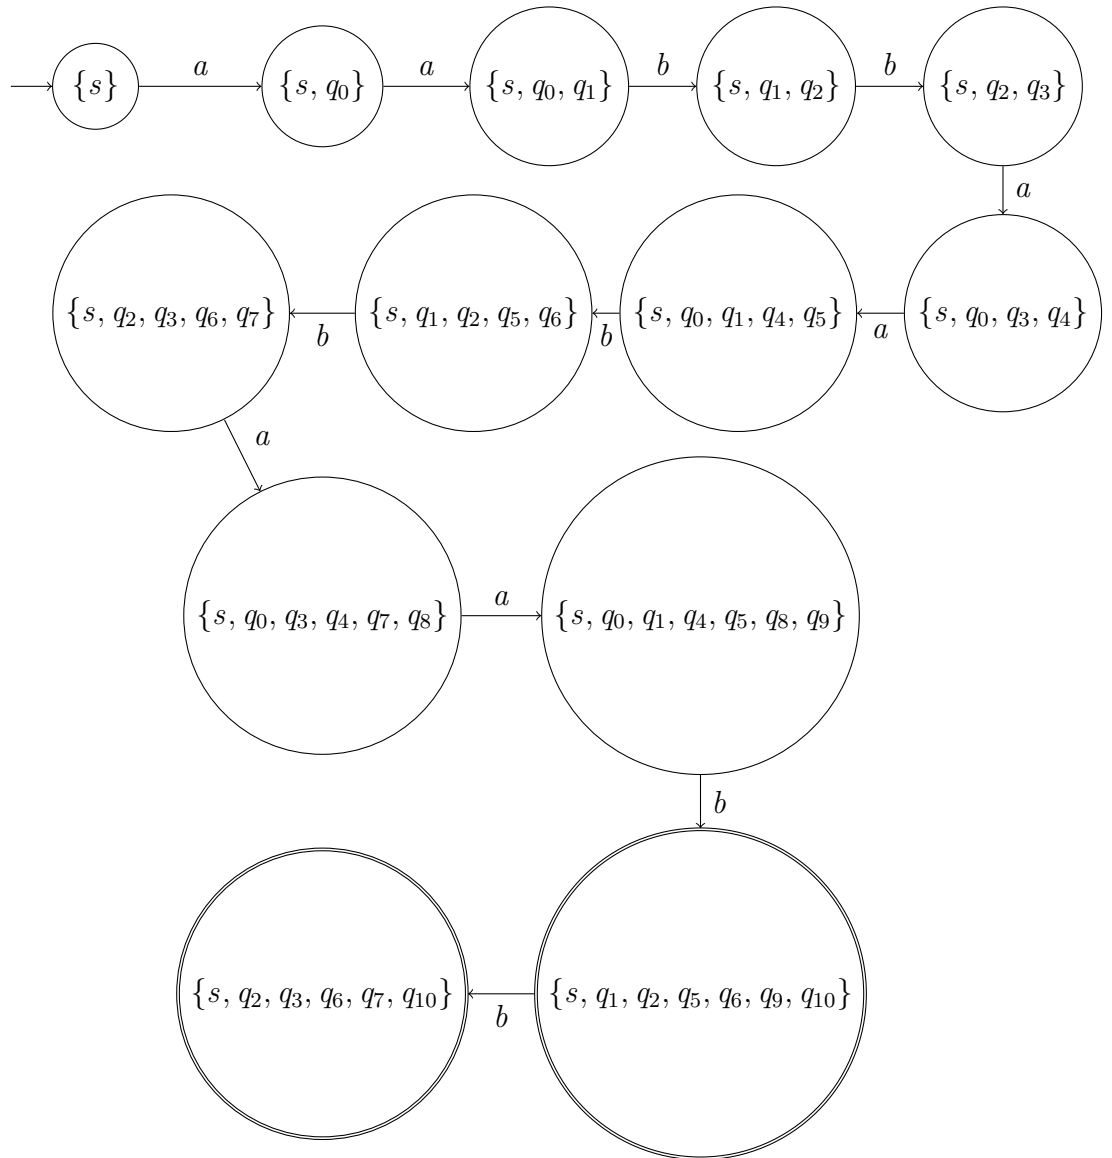 {s} a {s, q₀} a {s, q₀, q₁} b {s, q₁, q₂} b {s, q₂, q₃}
a
{s, q₂, q₃, q₆, q₇} b {s, q₁, q₂, q₅, q₆} b {s, q₀, q₁, q₄, q₅} a {s, q₀, q₃, q₄}
a
{s, q₀, q₃, q₄, q₇, q₈} a {s, q₀, q₁, q₄, q₅, q₈, q₉}
b
{s, q₂, q₃, q₆, q₇, q₁₀} b {s, q₁, q₂, q₅, q₆, q₉, q₁₀}